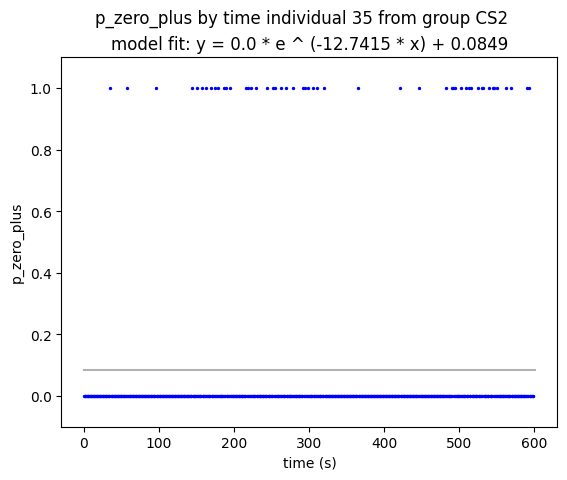 p_zero_plus by time individual 35 from group CS2
model fit: y = 0.0 * e ^ (-12.7415 * x) + 0.0849
1.0
0.8
0.6
0.4
0.2
0.0
p_zero_plus
0 100 200 300 400 500 600
time (s)